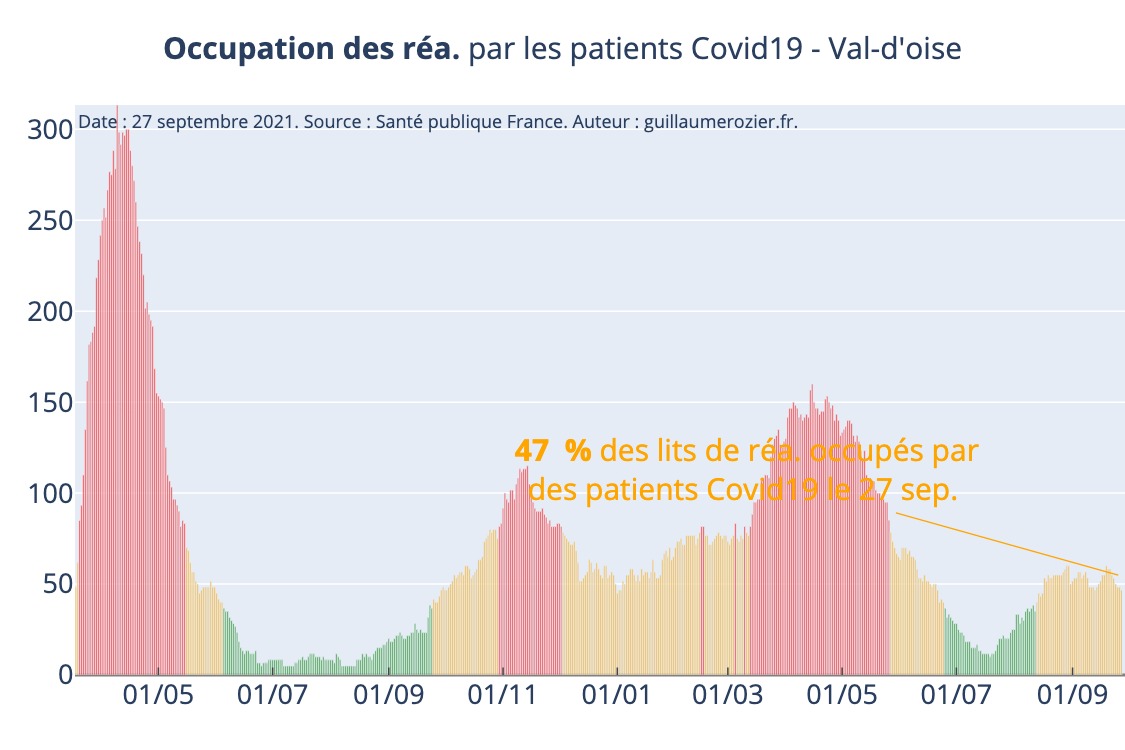 Occupation des réa. par les patients Covid19 - Val-d'oise
Date : 27 septembre 2021. Source : Santé publique France. Auteur : guillaumerozier.fr.
300
250
200
150
100
50
0
47 % des lits de réa. occupés par
des patients Covid19 le 27 sep.
01/05 01/07 01/09 01/11 01/01 01/03 01/05 01/07 01/09